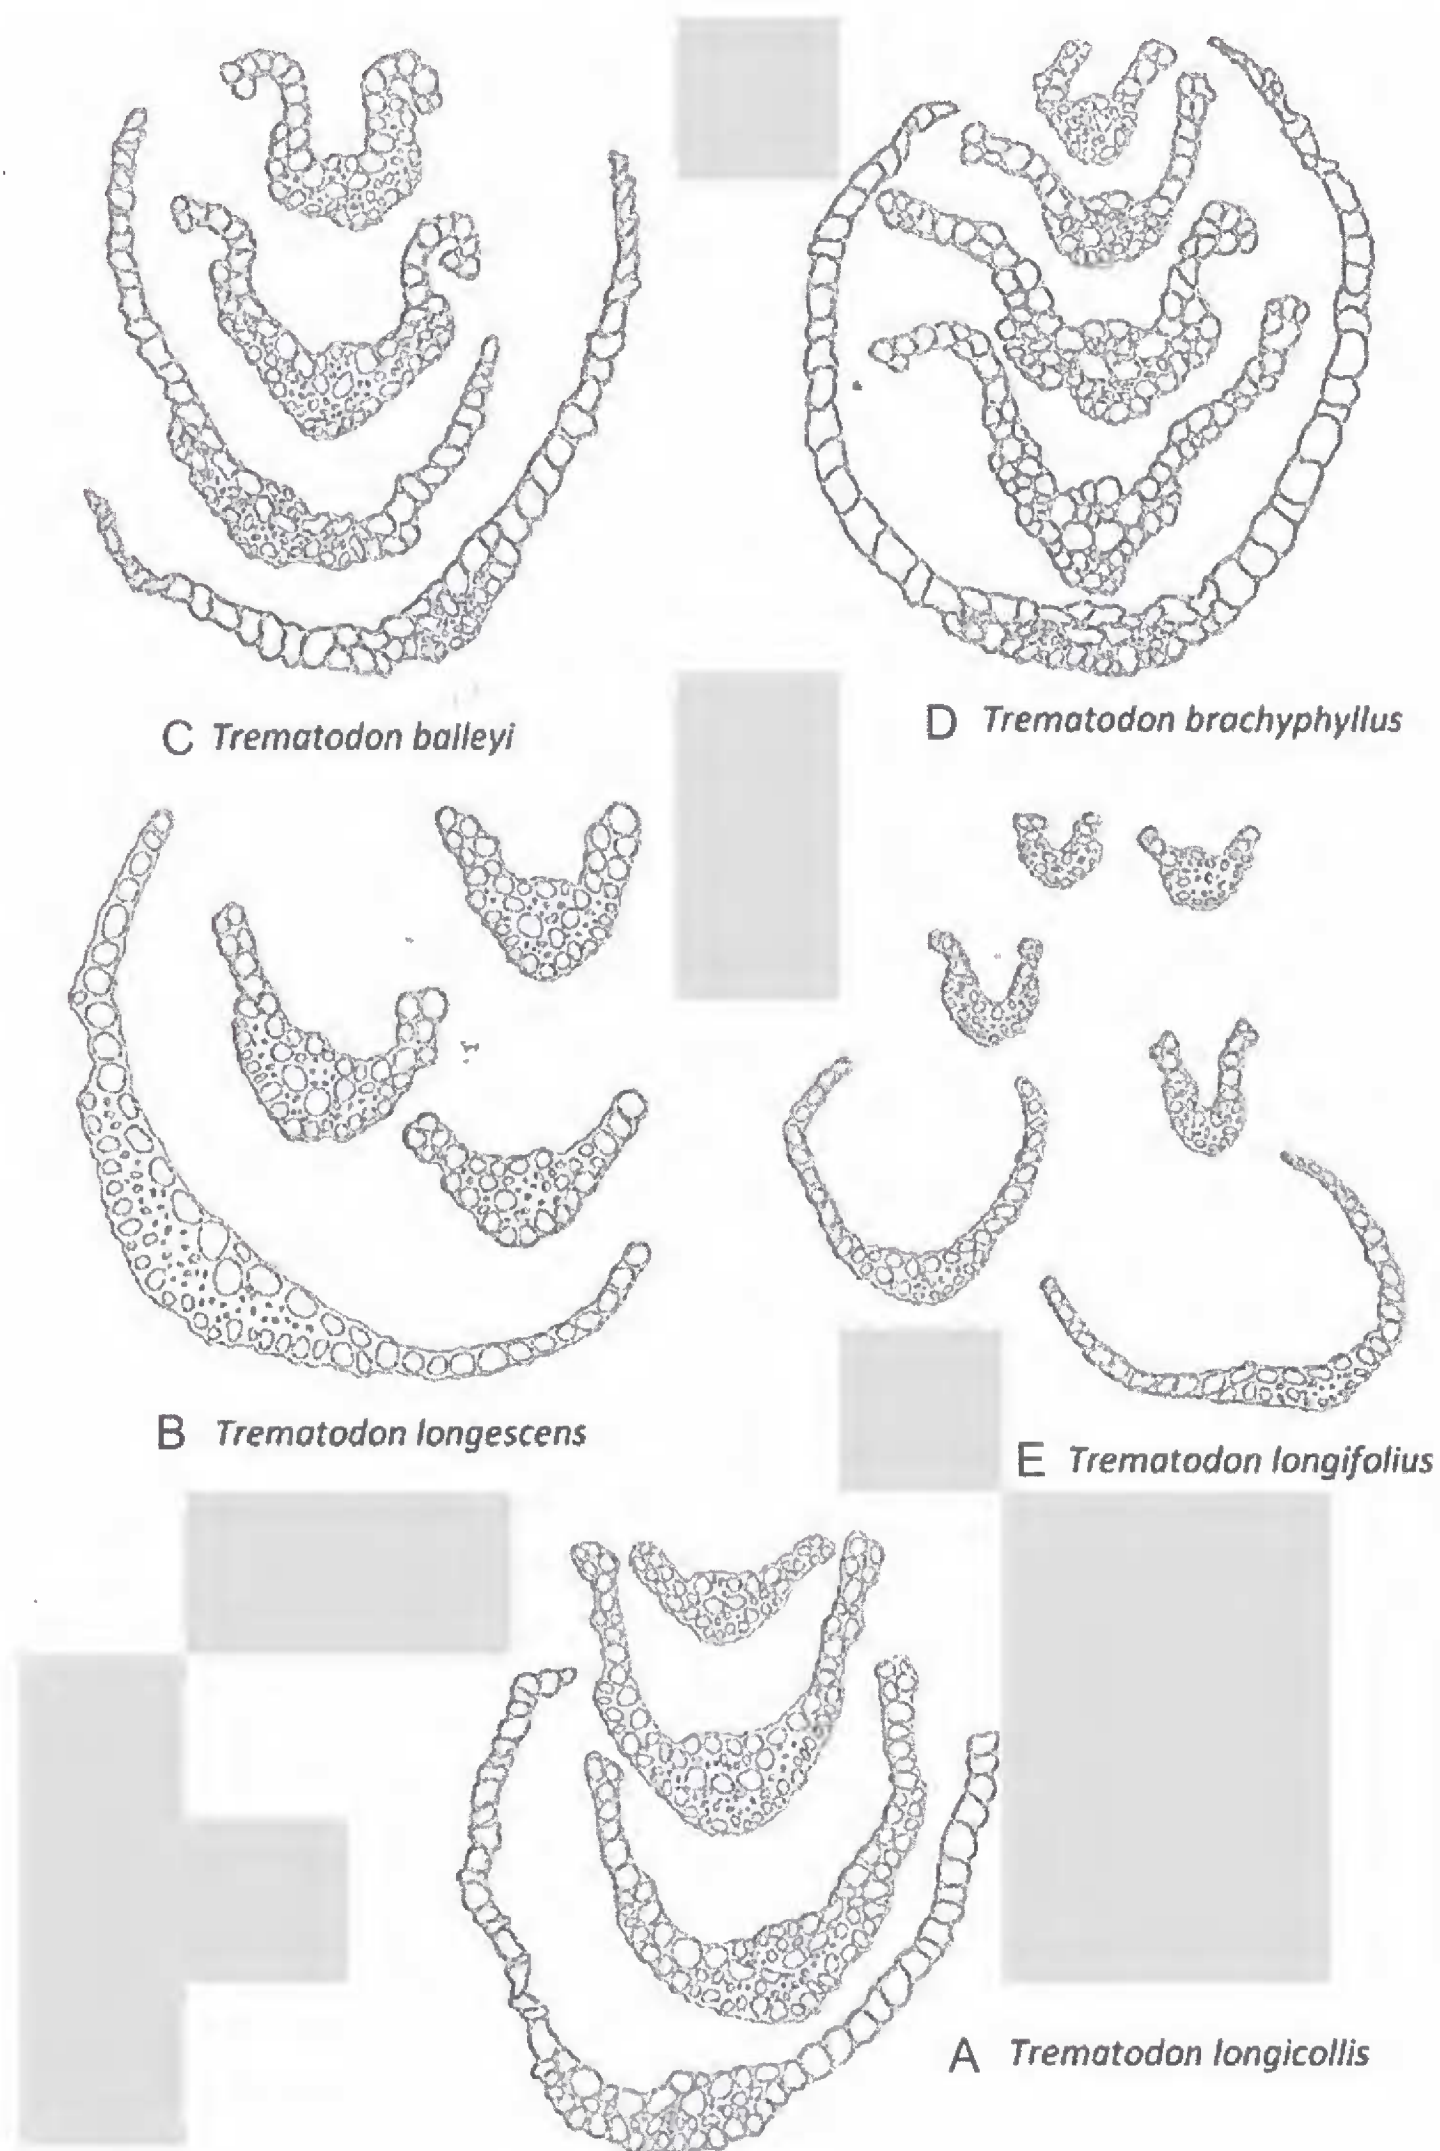 C Trematodon baileyi
D Trematodon brachyphyllus
B Trematodon longescens
E Trematodon longifolius
A Trematodon longicollis